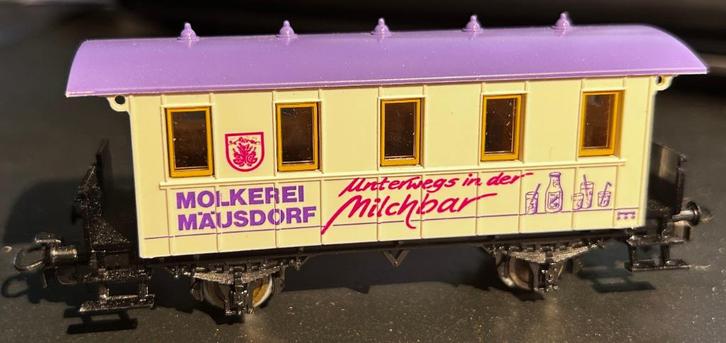 MOLKEREI
MÄUSDORF
Unterwegs in der
Milchbar